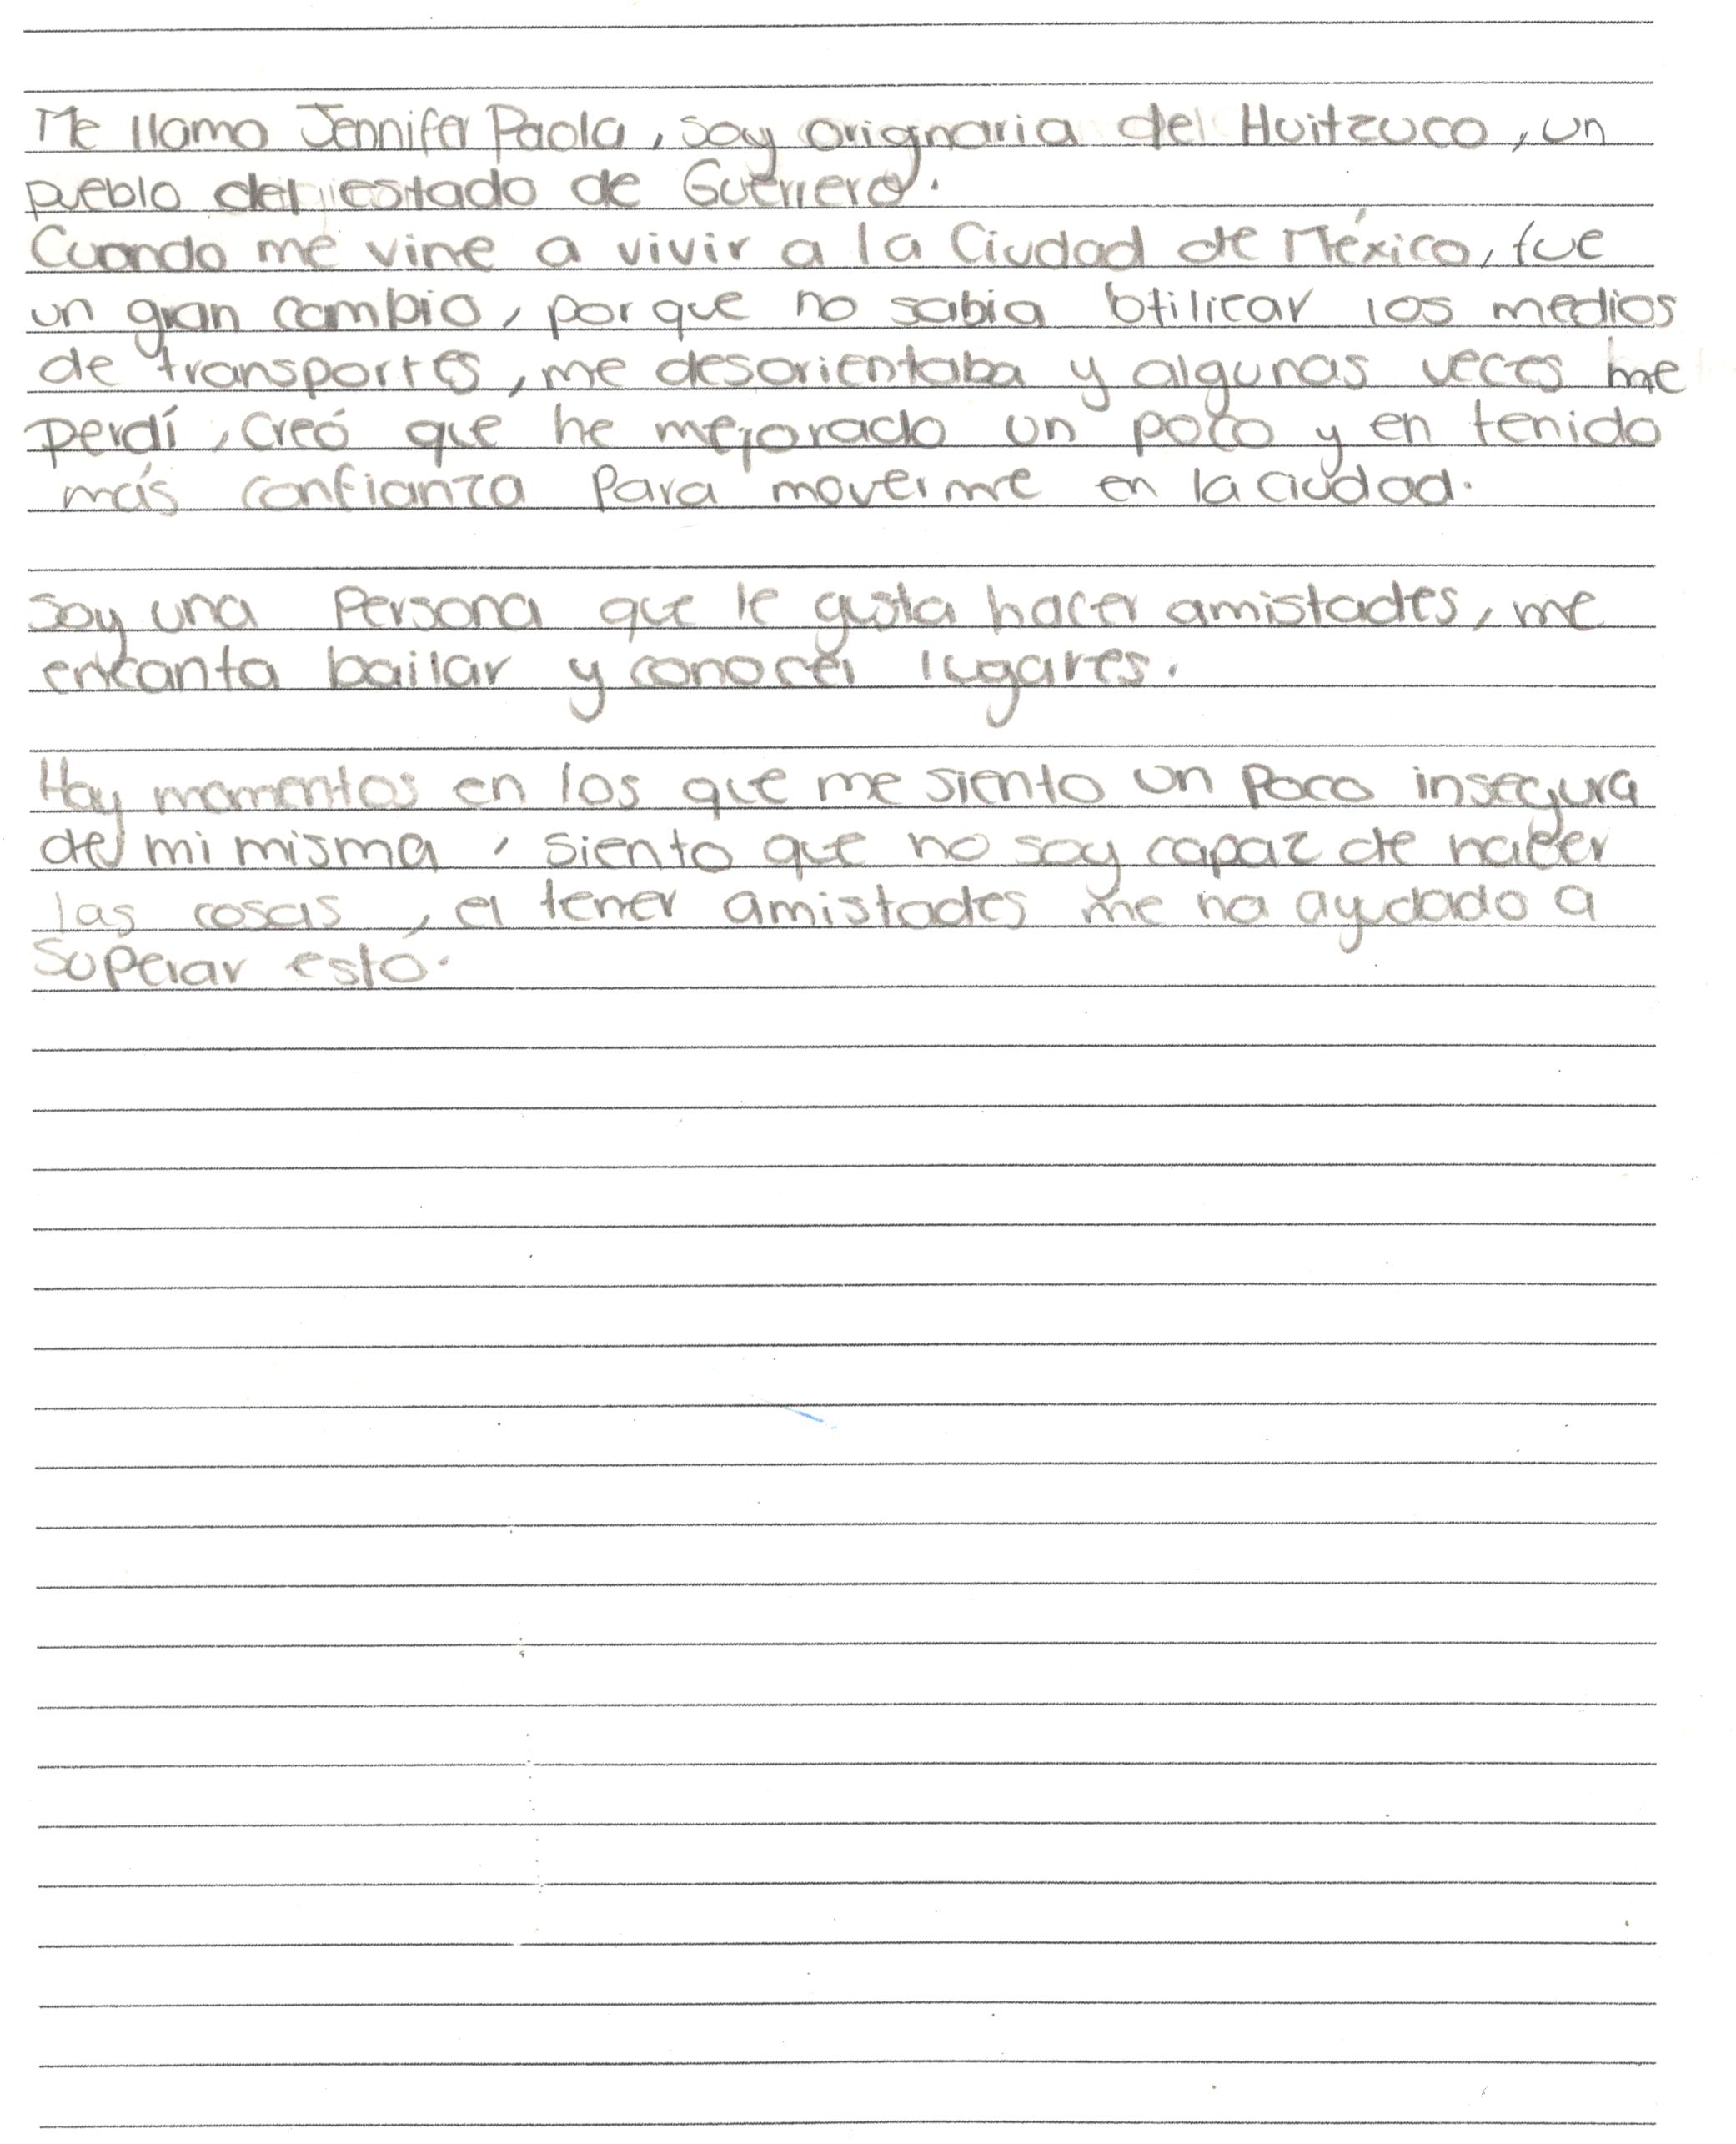 Me llamo Jennifer Paola, soy orignaria del Huitzuco, un
pueblo del estado de Guerrero.
Cuando me vine a vivir a la Ciudad de México, fue
un gran cambio, porque no sabia utilizar los medios
de transportes, me desorientaba y algunas veces me
perdí, creó que he mejorado un poco y en tenido
más confianza para moverme en la ciudad.
Soy una persona que le gusta hacer amistades, me
encanta bailar y conocer lugares.
Hay momentos en los que me siento un poco insegura
de mi misma, siento que no soy capaz de hacer
las cosas, el tener amistades me ha ayudado a
superar esto.